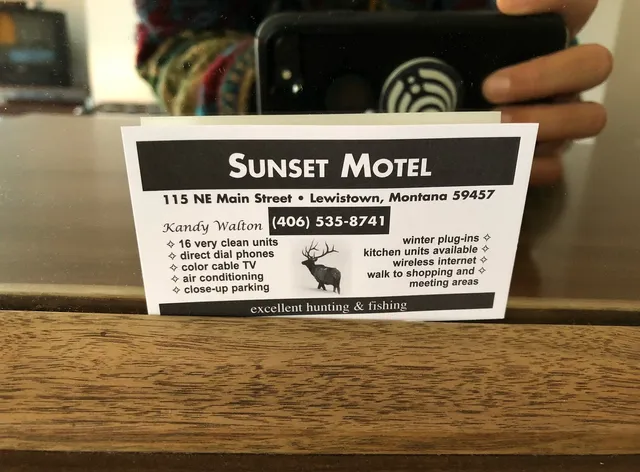 SUNSET MOTEL
115 NE Main Street • Lewistown, Montana 59457
Kandy Walton (406) 535-8741
✧ 16 very clean units
✧ direct dial phones
✧ color cable TV
✧ air conditioning
✧ close-up parking
winter plug-ins ✧
kitchen units available ✧
wireless internet ✧
walk to shopping and ✧
meeting areas
excellent hunting & fishing